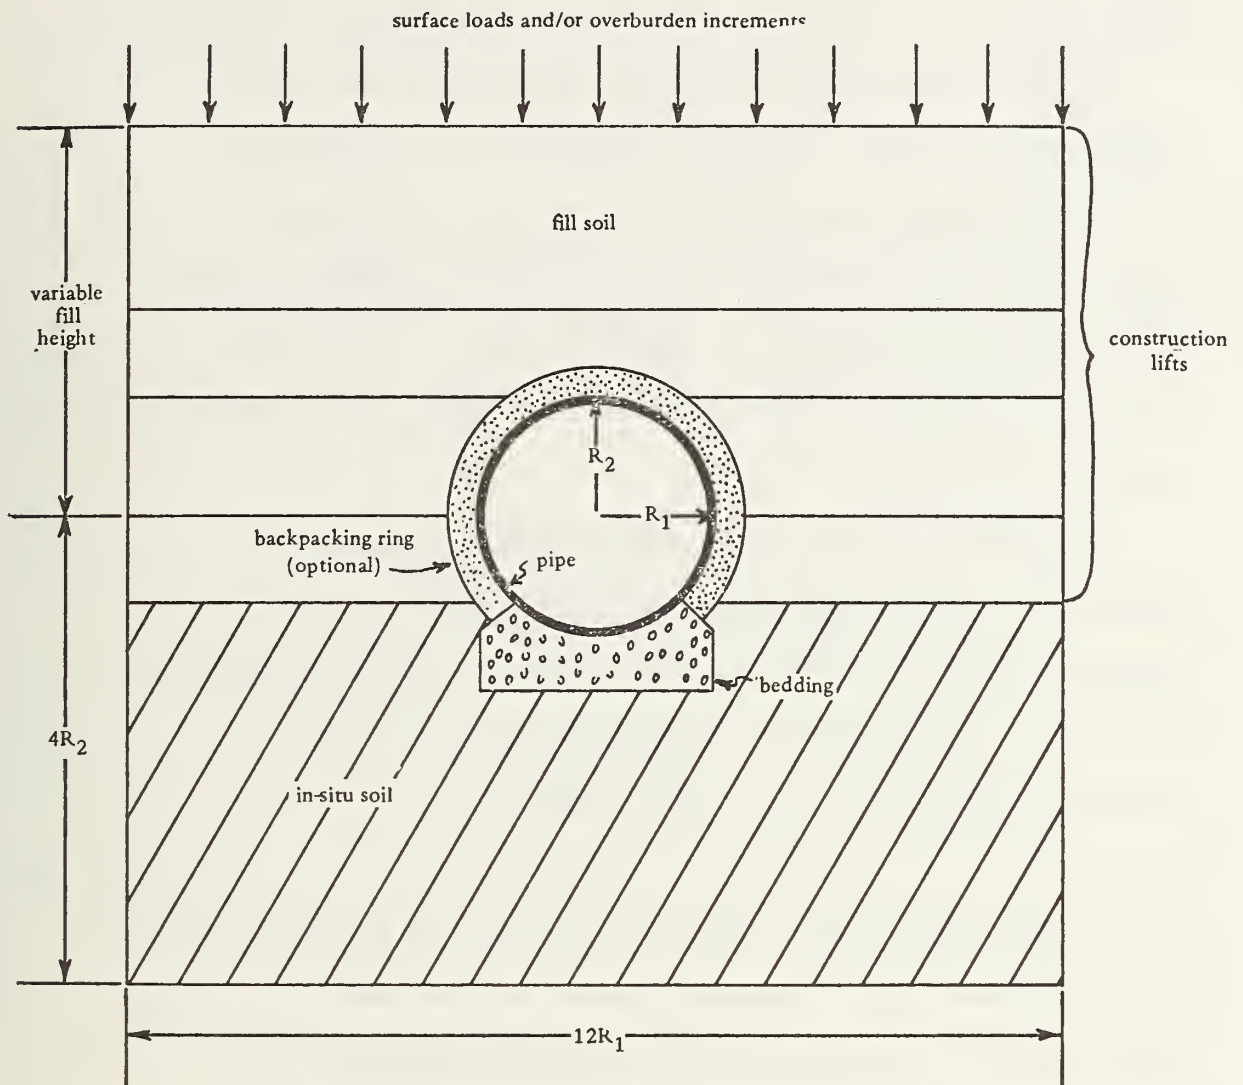 surface loads and/or overburden increments
fill soil
variable
fill
height
construction
lifts
R2
R1
backpacking ring
(optional)
pipe
bedding
4R2
in-situ soil
12R1